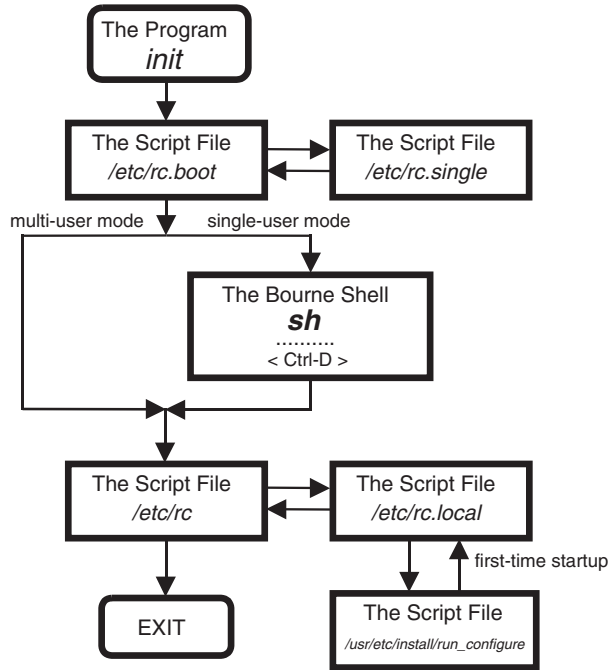 The Program
init
The Script File
/etc/rc.boot
The Script File
/etc/rc.single
multi-user mode
single-user mode
The Bourne Shell
sh
..........
< Ctrl-D >
The Script File
/etc/rc
The Script File
/etc/rc.local
first-time startup
EXIT
The Script File
/usr/etc/install/run_configure